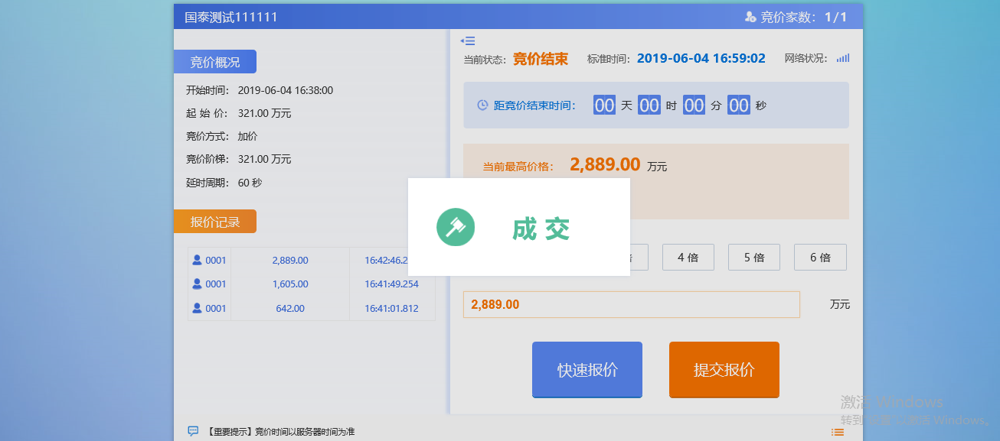 国泰测试111111
竞价家数： 1/1
竞价概况
开始时间： 2019-06-04 16:38:00
起 始 价： 321.00 万元
竞价方式： 加价
竞价阶梯： 321.00 万元
延时周期： 60 秒
报价记录
0001 2,889.00 16:42:46.
0001 1,605.00 16:41:49.254
0001 642.00 16:41:01.812
当前状态： 竞价结束 标准时间： 2019-06-04 16:59:02 网络状况：
距竞价结束时间： 00 天 00 时 00 分 00 秒
当前最高价格： 2,889.00 万元
成交
4 倍 5 倍 6 倍
2,889.00 万元
快速报价 提交报价
【重要提示】竞价时间以服务器时间为准
激活 Windows
转到 激活 Windows。